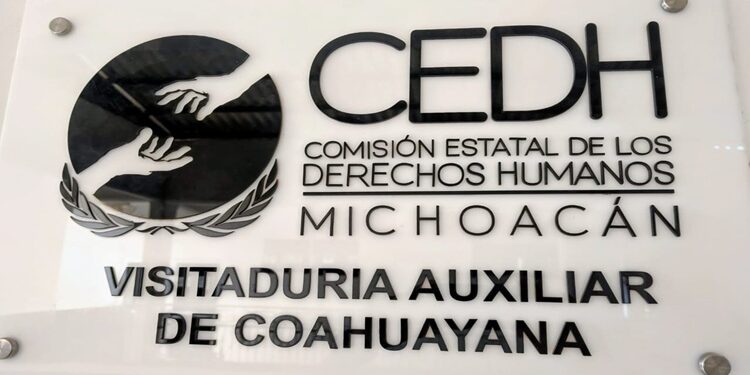 CEDH
COMISIÓN ESTATAL DE LOS
DERECHOS HUMANOS
MICHOACÁN
VISITADURIA AUXILIAR
DE COAHUAYANA